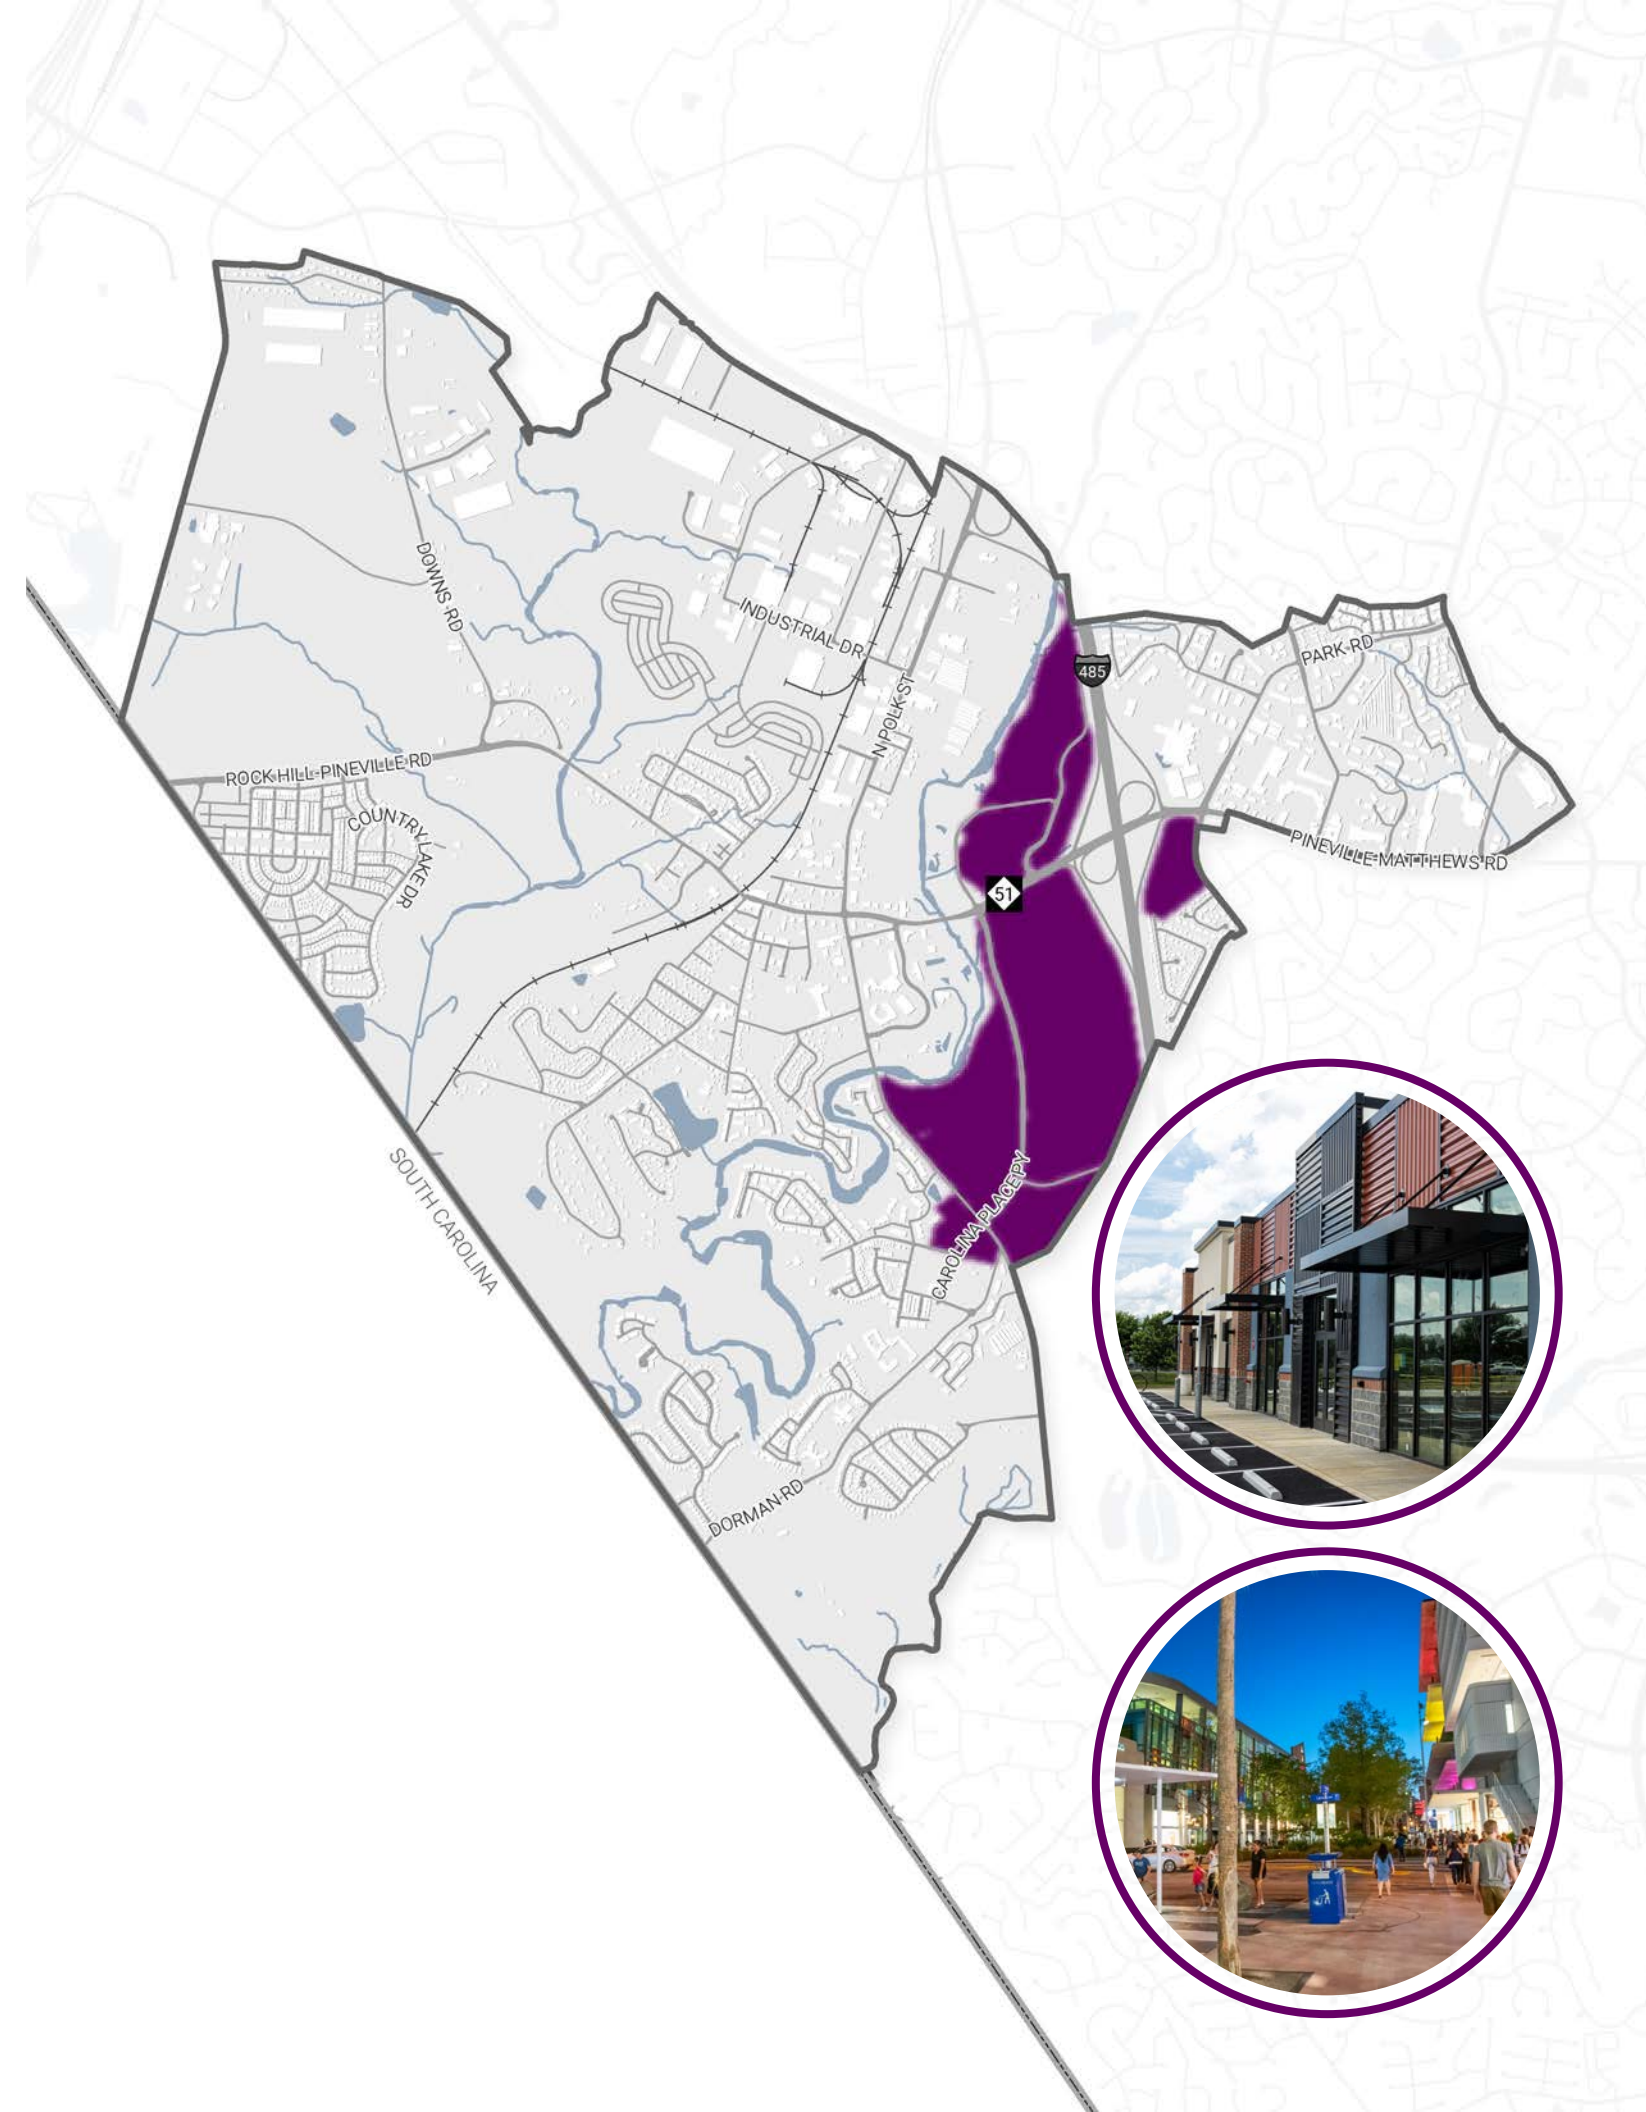 PARK RD
DOWNS RD
INDUSTRIAL DR
485
N POLK ST
ROCK HILL-PINEVILLE RD
COUNTRY LAKE DR
PINEVILLE-MATTHEWS RD
51
SOUTH CAROLINA
CAROLINA PLACE PY
DORMAN RD